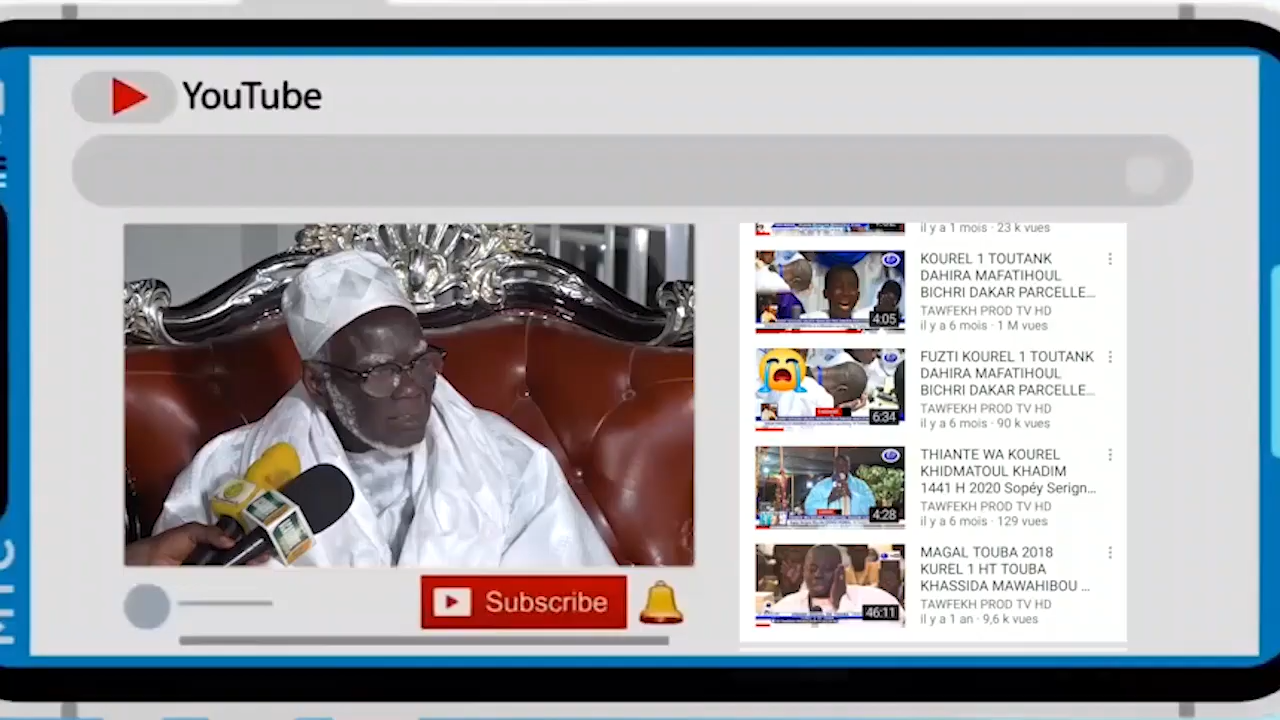 YouTube
il y a 1 mois · 23 k vues
KOUREL 1 TOUTANK
DAHIRA MAFATIHOUL
BICHRI DAKAR PARCELLE...
TAWFEKH PROD TV HD
il y a 6 mois · 1 M vues
4:05
FUZTI KOUREL 1 TOUTANK
DAHIRA MAFATIHOUL
BICHRI DAKAR PARCELLE...
TAWFEKH PROD TV HD
il y a 6 mois · 90 k vues
6:34
THIANTE WA KOUREL
KHIDMATOUL KHADIM
1441 H 2020 Sopéy Serign...
TAWFEKH PROD TV HD
il y a 6 mois · 129 vues
4:28
MAGAL TOUBA 2018
KUREL 1 HT TOUBA
KHASSIDA MAWAHIBOU ...
TAWFEKH PROD TV HD
il y a 1 an · 9,6 k vues
46:11
Subscribe